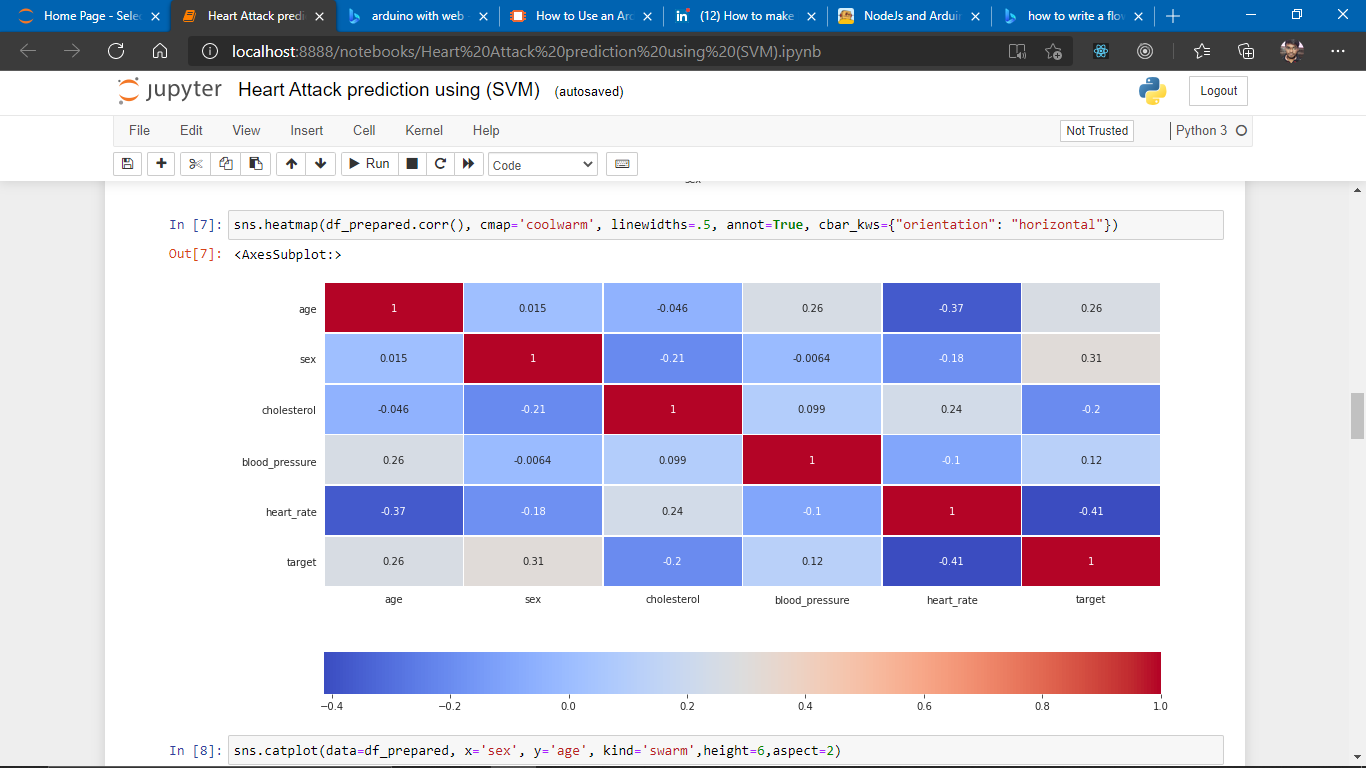 Home Page - Sele
Heart Attack predi
arduino with web
How to Use an Ar
(12) How to make
NodeJs and Ardui
how to write a flo
localhost:8888/notebooks/Heart%20Attack%20prediction%20using%20(SVM).ipynb
jupyter Heart Attack prediction using (SVM) (autosaved)
Logout
File Edit View Insert Cell Kernel Help
Not Trusted
Python 3
Run
Code
sex
In [7]: sns.heatmap(df_prepared.corr(), cmap='coolwarm', linewidths=.5, annot=True, cbar_kws={"orientation": "horizontal"})
Out[7]: <AxesSubplot:>
age 1 0.015 -0.046 0.26 -0.37 0.26
sex 0.015 1 -0.21 -0.0064 -0.18 0.31
cholesterol -0.046 -0.21 1 0.099 0.24 -0.2
blood_pressure 0.26 -0.0064 0.099 1 -0.1 0.12
heart_rate -0.37 -0.18 0.24 -0.1 1 -0.41
target 0.26 0.31 -0.2 0.12 -0.41 1
age sex cholesterol blood_pressure heart_rate target
−0.4 −0.2 0.0 0.2 0.4 0.6 0.8 1.0
In [8]: sns.catplot(data=df_prepared, x='sex', y='age', kind='swarm',height=6,aspect=2)